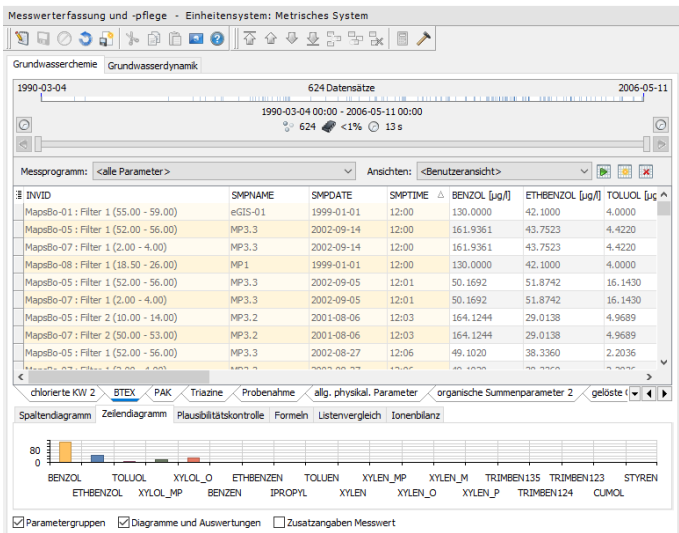 Messwerterfassung und -pflege - Einheitensystem: Metrisches System
Grundwasserchemie Grundwasserdynamik
1990-03-04 624 Datensätze 2006-05-11
1990-03-04 00:00 - 2006-05-11 00:00
624 <1% 13 s
Messprogramm: <alle Parameter> Ansichten: <Benutzeransicht>
INVID SMPNAME SMPDATE SMPTIME BENZOL [µg/l] ETHBENZOL [µg/l] TOLUOL [µg
MapsBo-01 : Filter 1 (55.00 - 59.00) eGIS-01 1999-01-01 12:00 130.0000 42.1000 4.0000
MapsBo-05 : Filter 1 (52.00 - 56.00) MP3.3 2002-09-14 12:00 161.9361 43.7523 4.4220
MapsBo-07 : Filter 1 (2.00 - 4.00) MP3.3 2002-09-14 12:00 161.9361 43.7523 4.4220
MapsBo-08 : Filter 1 (18.50 - 26.00) MP1 1999-01-01 12:00 130.0000 42.1000 4.0000
MapsBo-05 : Filter 1 (52.00 - 56.00) MP3.3 2002-09-05 12:01 50.1692 51.8742 16.1430
MapsBo-07 : Filter 1 (2.00 - 4.00) MP3.3 2002-09-05 12:01 50.1692 51.8742 16.1430
MapsBo-05 : Filter 2 (10.00 - 14.00) MP3.2 2001-08-06 12:03 164.1244 29.0138 4.9689
MapsBo-07 : Filter 2 (50.00 - 53.00) MP3.2 2001-08-06 12:03 164.1244 29.0138 4.9689
MapsBo-05 : Filter 1 (52.00 - 56.00) MP3.3 2002-08-27 12:06 49.1020 38.3360 2.2036
chlorierte KW 2 BTEX PAK Triazine Probenahme allg. physikal. Parameter organische Summenparameter 2 gelöste
Spaltendiagramm Zeilendiagramm Plausibilitätskontrolle Formeln Listenvergleich Ionenbilanz
80
0
BENZOL TOLUOL XYLOL_O ETHBENZEN TOLUEN XYLEN_MP XYLEN_M TRIMBEN135 TRIMBEN123 STYREN
ETHBENZOL XYLOL_MP BENZEN IPROPYL XYLEN XYLEN_O XYLEN_P TRIMBEN124 CUMOL
Parametergruppen Diagramme und Auswertungen Zusatzangaben Messwert